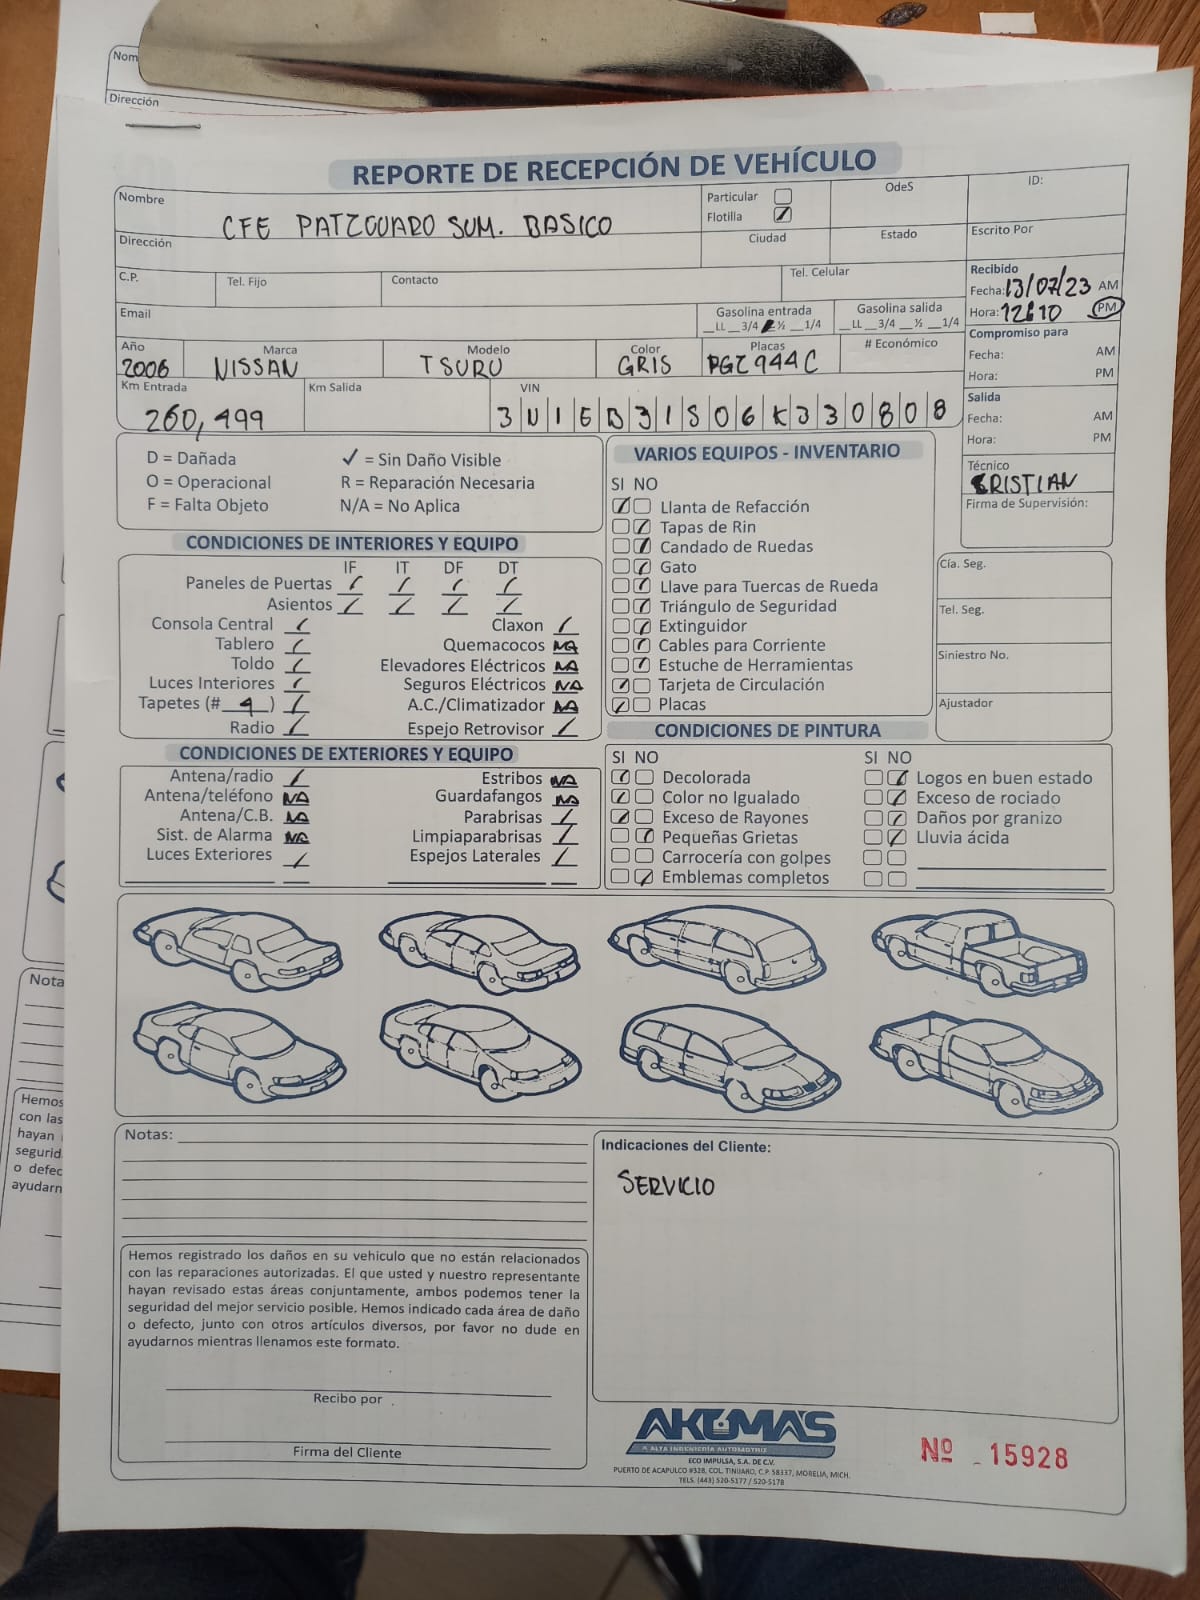 Nom
Dirección
REPORTE DE RECEPCIÓN DE VEHÍCULO
Nombre
CFE PATZCUARO SUM. BASICO
Particular
Flotilla
OdeS
ID:
Dirección
Ciudad
Estado
Escrito Por
C.P.
Tel. Fijo
Contacto
Tel. Celular
Recibido
Fecha: 13/07/23 AM
Hora: 12:10 PM
Email
Gasolina entrada
__LL __3/4 __½ __1/4
Gasolina salida
__LL __3/4 __½ __1/4
Compromiso para
Fecha: AM
Hora: PM
Año
2006
Marca
NISSAN
Modelo
TSURU
Color
GRIS
Placas
PGZ944C
# Económico
Km Entrada
260,499
Km Salida
VIN
3N1EB31S06K330808
Salida
Fecha: AM
Hora: PM
Técnico
CRISTIAN
Firma de Supervisión:
D = Dañada
✓ = Sin Daño Visible
O = Operacional
R = Reparación Necesaria
F = Falta Objeto
N/A = No Aplica
VARIOS EQUIPOS - INVENTARIO
SI NO
Llanta de Refacción
Tapas de Rin
Candado de Ruedas
Gato
Llave para Tuercas de Rueda
Triángulo de Seguridad
Extinguidor
Cables para Corriente
Estuche de Herramientas
Tarjeta de Circulación
Placas
Cía. Seg.
Tel. Seg.
Siniestro No.
Ajustador
CONDICIONES DE INTERIORES Y EQUIPO
IF IT DF DT
Paneles de Puertas ✓ ✓ ✓ ✓
Asientos ✓ ✓ ✓ ✓
Consola Central ✓
Claxon ✓
Tablero ✓
Quemacocos NA
Toldo ✓
Elevadores Eléctricos NA
Luces Interiores ✓
Seguros Eléctricos NA
Tapetes (# 4 ) ✓
A.C./Climatizador NA
Radio ✓
Espejo Retrovisor ✓
CONDICIONES DE EXTERIORES Y EQUIPO
Antena/radio ✓
Estribos NA
Antena/teléfono NA
Guardafangos NA
Antena/C.B. NA
Parabrisas ✓
Sist. de Alarma NA
Limpiaparabrisas ✓
Luces Exteriores ✓
Espejos Laterales ✓
CONDICIONES DE PINTURA
SI NO
SI NO
Decolorada
Logos en buen estado
Color no Igualado
Exceso de rociado
Exceso de Rayones
Daños por granizo
Pequeñas Grietas
Lluvia ácida
Carrocería con golpes
Emblemas completos
Notas:
Indicaciones del Cliente:
SERVICIO
Hemos registrado los daños en su vehiculo que no están relacionados
con las reparaciones autorizadas. El que usted y nuestro representante
hayan revisado estas áreas conjuntamente, ambos podemos tener la
seguridad del mejor servicio posible. Hemos indicado cada área de daño
o defecto, junto con otros artículos diversos, por favor no dude en
ayudarnos mientras llenamos este formato.
Recibo por
Firma del Cliente
AKUMA'S
ALTA INGENIERÍA AUTOMOTRIZ
ECO IMPULSA, S.A. DE C.V.
PUERTO DE ACAPULCO #328, COL. TINIJARO, C.P. 58337, MORELIA, MICH.
TELS. (443) 520-5177 / 520-5178
Nº 15928
Nota
Hemos
con las
hayan
segurid
o defec
ayudarn